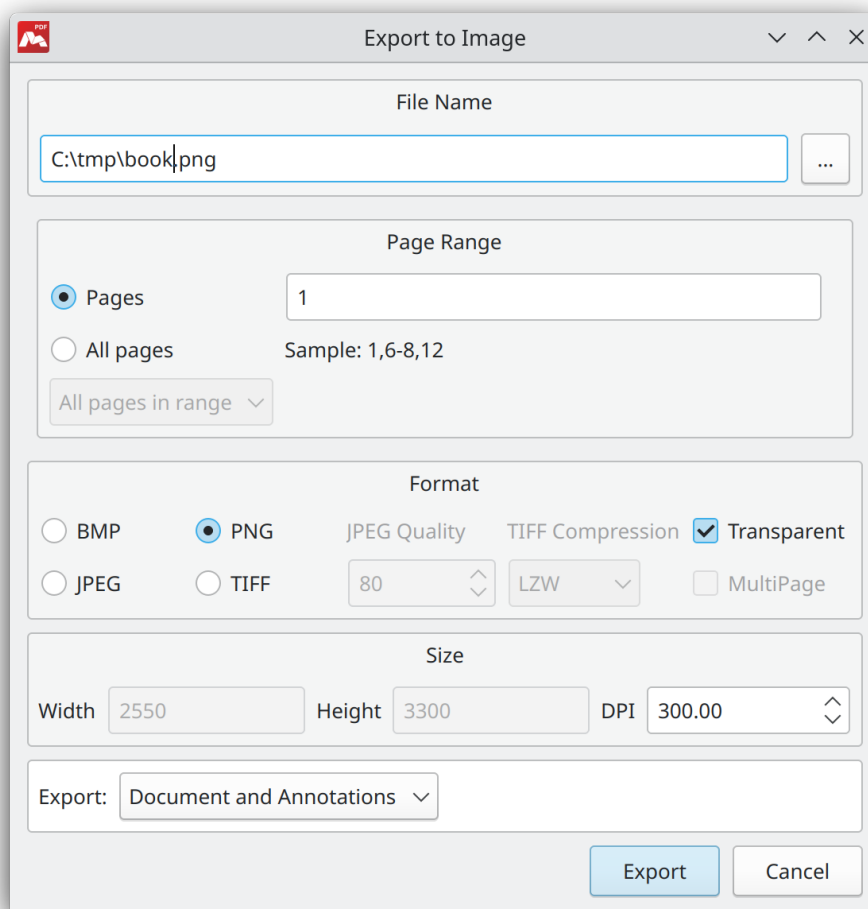 PDF
Export to Image
File Name
C:\tmp\book.png
...
Page Range
Pages
1
All pages
Sample: 1,6-8,12
All pages in range
Format
BMP
PNG
JPEG Quality
TIFF Compression
Transparent
JPEG
TIFF
80
LZW
MultiPage
Size
Width
2550
Height
3300
DPI
300.00
Export:
Document and Annotations
Export
Cancel